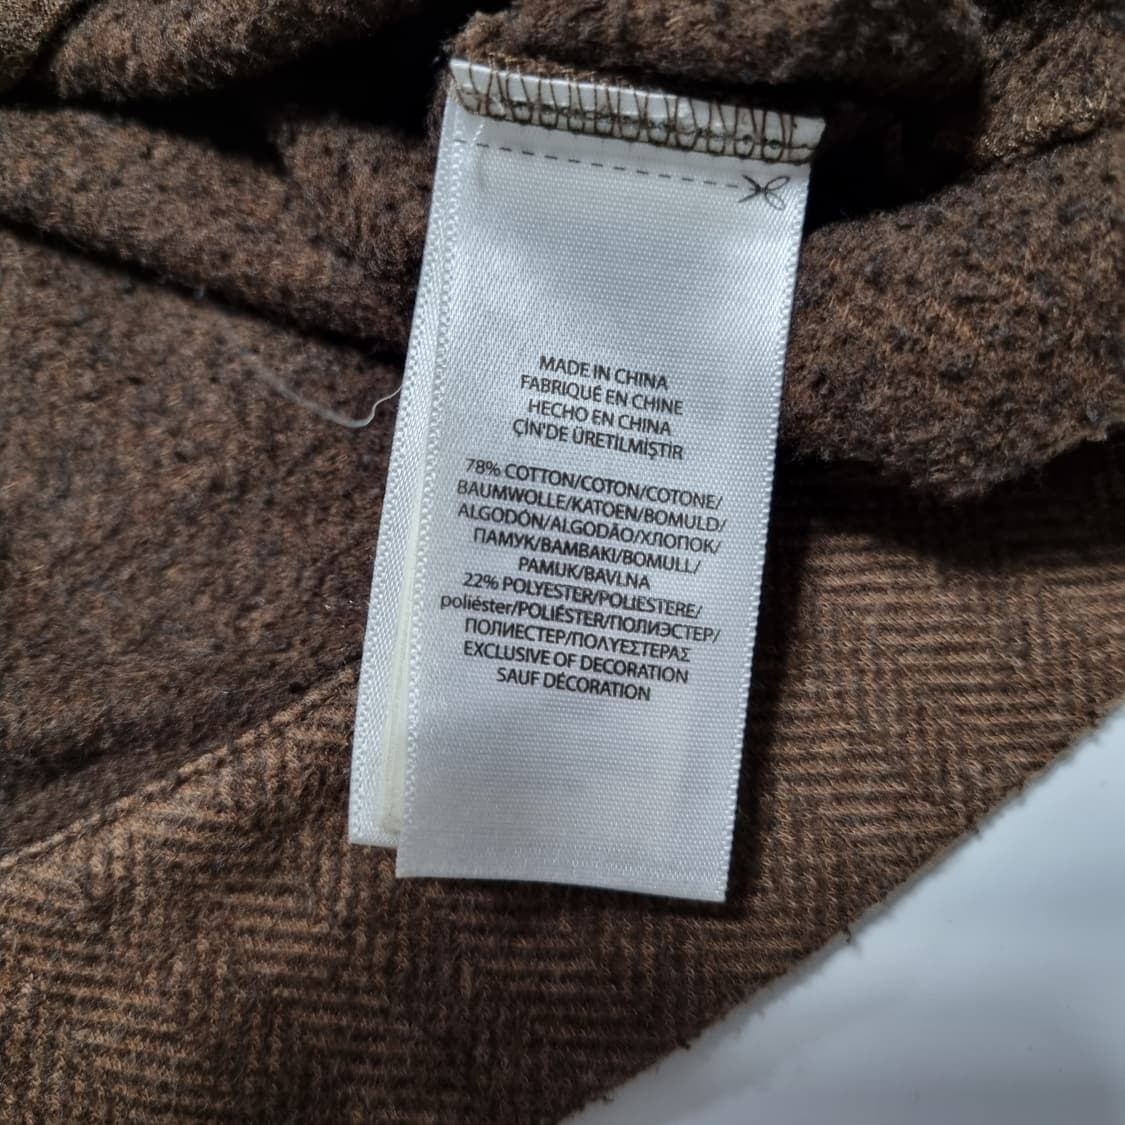 MADE IN CHINA
FABRIQUÉ EN CHINE
HECHO EN CHINA
ÇİN'DE ÜRETİLMİŞTİR
78% COTTON/COTON/COTONE/
BAUMWOLLE/KATOEN/BOMULD/
ALGODÓN/ALGODÃO/ХЛОПОК/
ПАМУК/BAMBAKI/BOMULL/
PAMUK/BAVLNA
22% POLYESTER/POLIESTERE/
poliéster/POLIÉSTER/ПОЛИЭСТЕР/
ПОЛИЕСТЕР/ΠΟΛΥΕΣΤΕΡΑΣ
EXCLUSIVE OF DECORATION
SAUF DÉCORATION